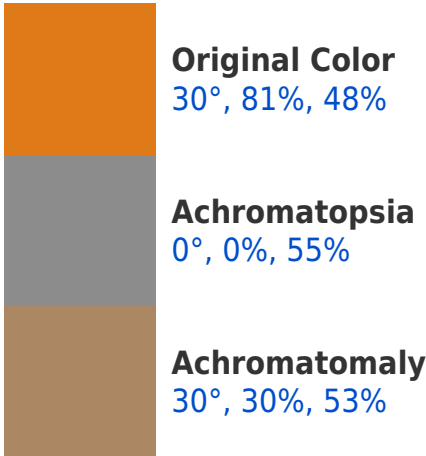 Original Color
30°, 81%, 48%
Achromatopsia
0°, 0%, 55%
Achromatomaly
30°, 30%, 53%